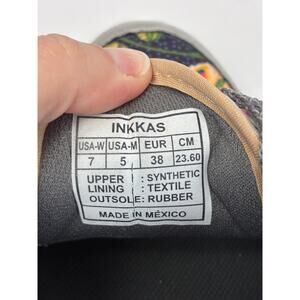 INKKAS
USA-W USA-M EUR CM
7 5 38 23.60
UPPER : SYNTHETIC
LINING : TEXTILE
OUTSOLE: RUBBER
MADE IN MÉXICO